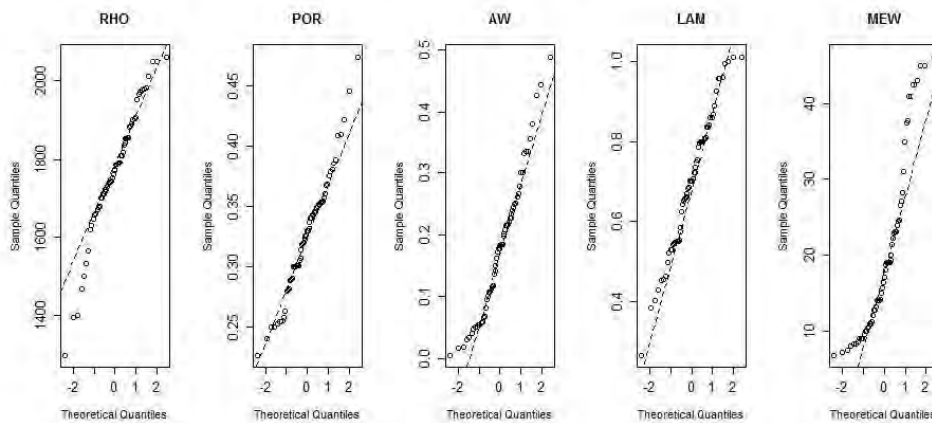 RHO
POR
AW
LAM
MEW
Sample Quantiles
1400
1600
1800
2000
Sample Quantiles
0.25
0.30
0.35
0.40
0.45
Sample Quantiles
0.0
0.1
0.2
0.3
0.4
0.5
Sample Quantiles
0.4
0.6
0.8
1.0
Sample Quantiles
10
20
30
40
-2 0 1 2
-2 0 1 2
-2 0 1 2
-2 0 1 2
-2 0 1 2
Theoretical Quantiles
Theoretical Quantiles
Theoretical Quantiles
Theoretical Quantiles
Theoretical Quantiles